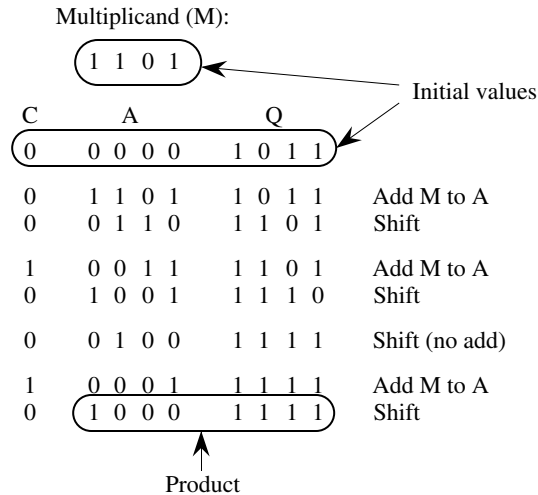 Multiplicand (M):
1 1 0 1
Initial values
C A Q
0 0 0 0 0 1 0 1 1
0 1 1 0 1 1 0 1 1 Add M to A
0 0 1 1 0 1 1 0 1 Shift
1 0 0 1 1 1 1 0 1 Add M to A
0 1 0 0 1 1 1 1 0 Shift
0 0 1 0 0 1 1 1 1 Shift (no add)
1 0 0 0 1 1 1 1 1 Add M to A
0 1 0 0 0 1 1 1 1 Shift
Product